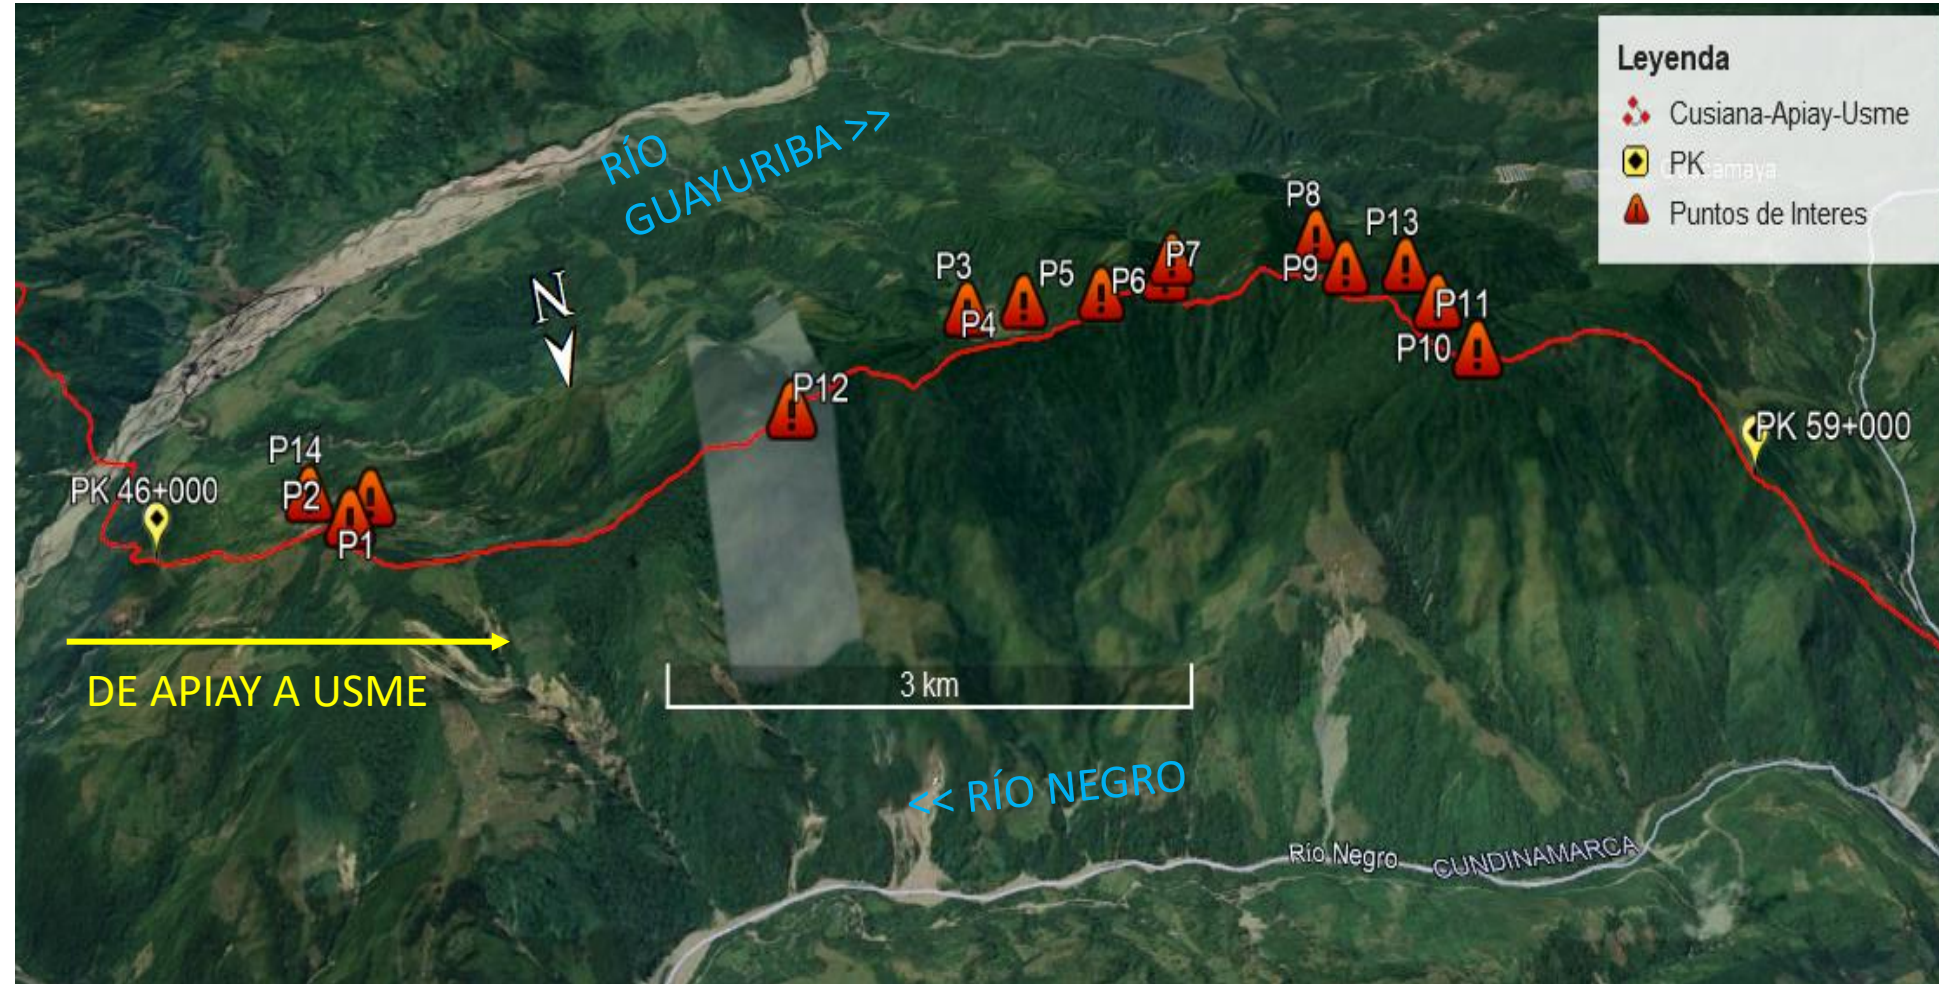 Leyenda
Cusiana-Apiay-Usme
PK
Puntos de Interes
RÍO
GUAYURIBA >>
N
P8
P13
P3
P5
P6
P7
P9
P4
P11
P10
P12
PK 59+000
P14
PK 46+000
P2
P1
DE APIAY A USME
3 km
<< RÍO NEGRO
Río Negro
CUNDINAMARCA